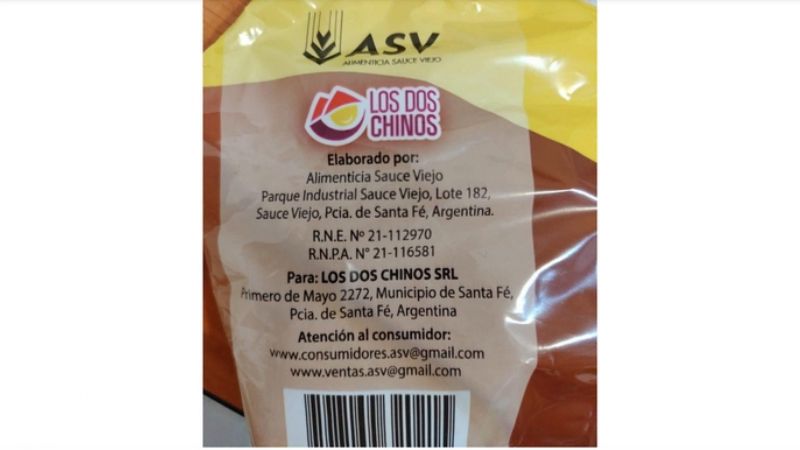 ASV
ALIMENTICIA SAUCE VIEJO
LOS DOS
CHINOS
Elaborado por:
Alimenticia Sauce Viejo
Parque Industrial Sauce Viejo, Lote 182,
Sauce Viejo, Pcia. de Santa Fé, Argentina.
R.N.E. Nº 21-112970
R.N.P.A. N° 21-116581
Para: LOS DOS CHINOS SRL
Primero de Mayo 2272, Municipio de Santa Fé,
Pcia. de Santa Fé, Argentina
Atención al consumidor:
www.consumidores.asv@gmail.com
www.ventas.asv@gmail.com